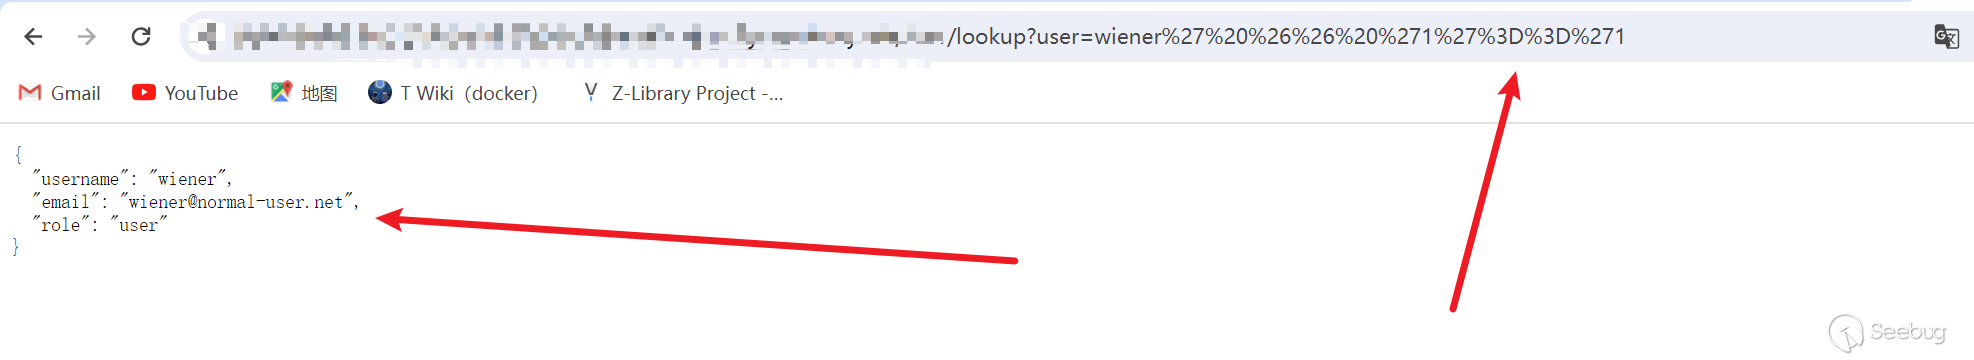 /lookup?user=wiener%27%20%26%26%20%271%27%3D%3D%271
Gmail YouTube 地图 T Wiki（docker） Z-Library Project -...
{
"username": "wiener",
"email": "wiener@normal-user.net",
"role": "user"
}
Seebug